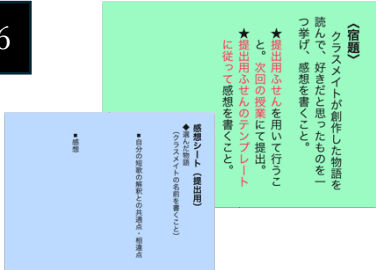 6
〈宿題〉
クラスメイトが創作した物語を
読んで、好きだと思ったものを一
つ挙げ、感想を書くこと。
★提出用ふせんを用いて行うこ
と。次回の授業にて提出。
★提出用ふせんのテンプレート
に従って感想を書くこと。
感想シート（提出用）
◆選んだ物語
（クラスメイトの名前を書くこと）
■自分の短歌の解釈との共通点・相違点
■感想